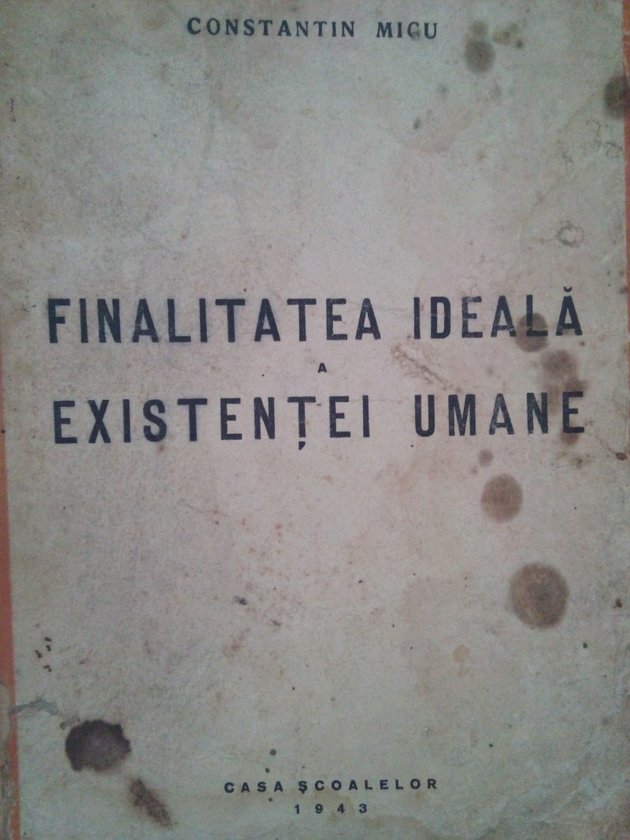 CONSTANTIN MICU
FINALITATEA IDEALĂ
A
EXISTENȚEI UMANE
CASA ȘCOALELOR
1943